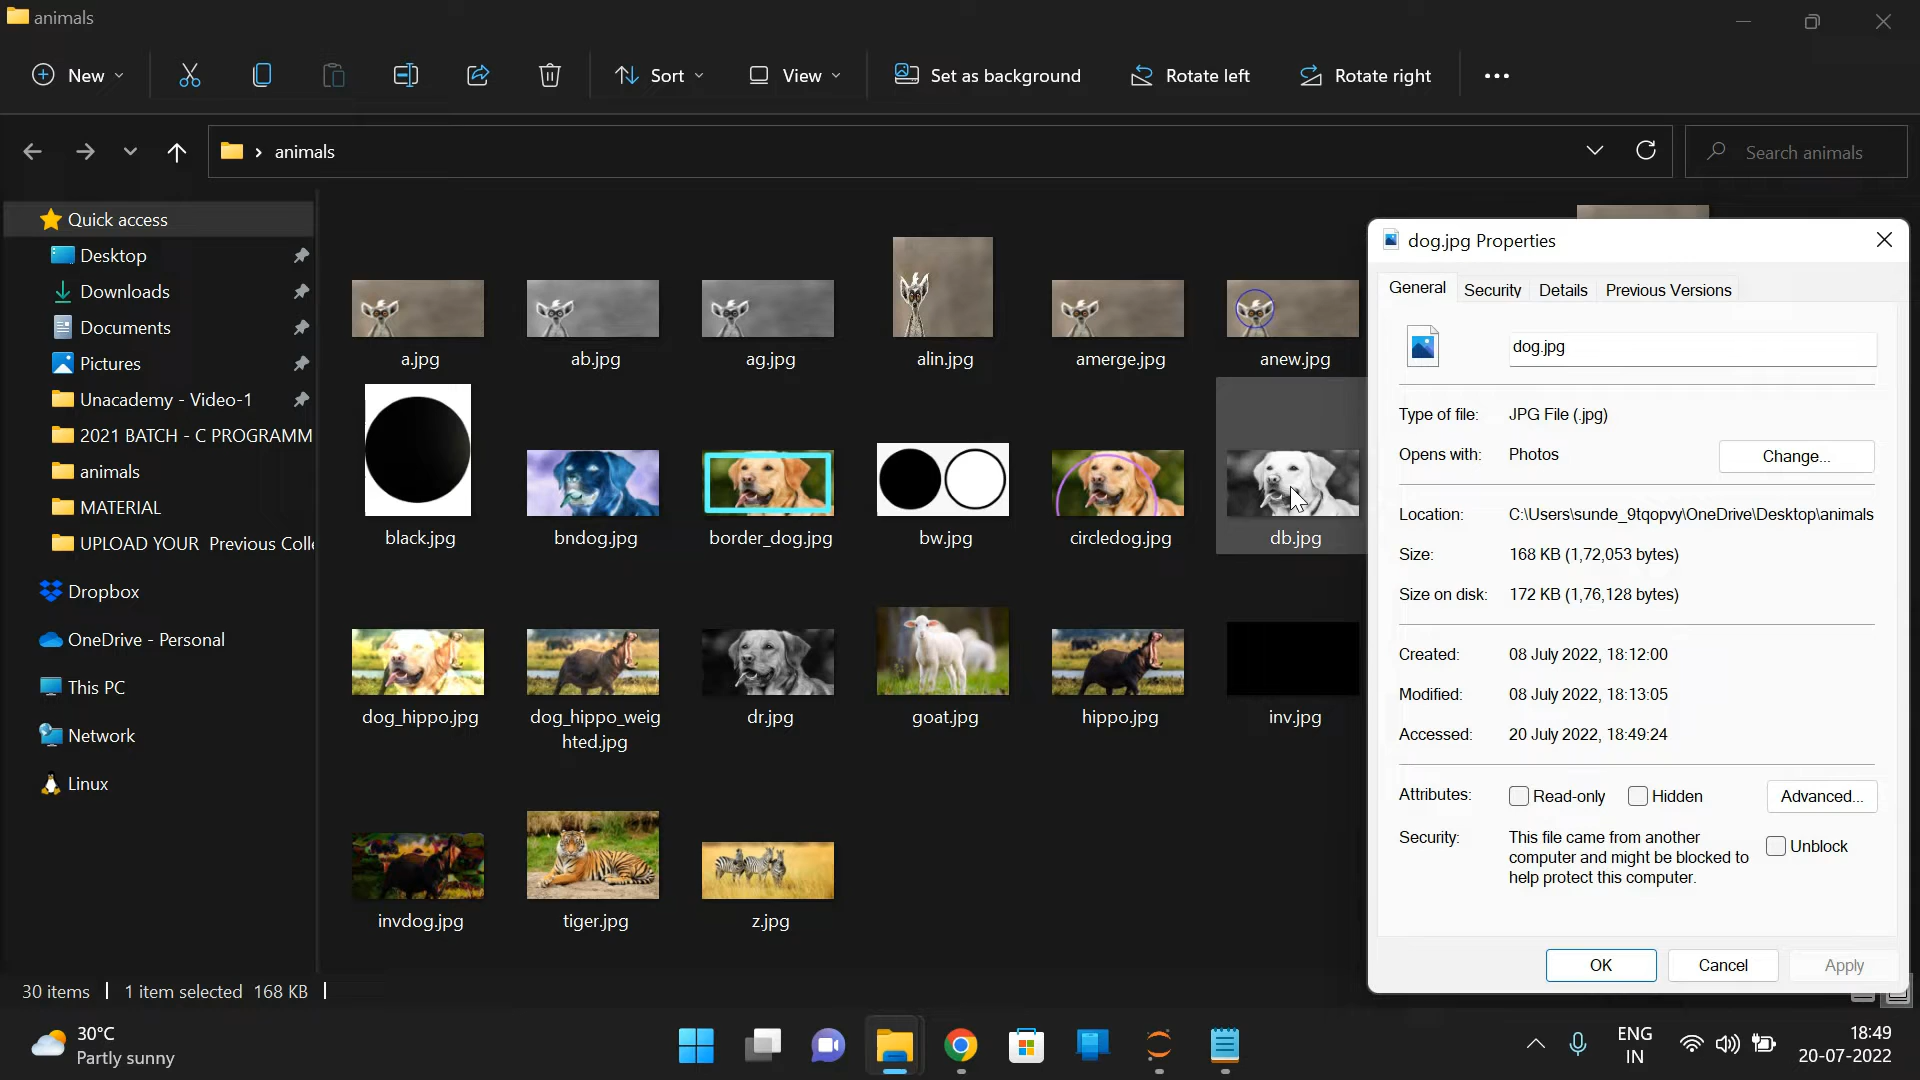 animals
New
Sort
View
Set as background
Rotate left
Rotate right
animals
Search animals
Quick access
Desktop
Downloads
Documents
Pictures
Unacademy - Video-1
2021 BATCH - C PROGRAMM
animals
MATERIAL
UPLOAD YOUR Previous Coll
Dropbox
OneDrive - Personal
This PC
Network
Linux
a.jpg
ab.jpg
ag.jpg
alin.jpg
amerge.jpg
anew.jpg
black.jpg
bndog.jpg
border_dog.jpg
bw.jpg
circledog.jpg
db.jpg
dog_hippo.jpg
dog_hippo_weig
hted.jpg
dr.jpg
goat.jpg
hippo.jpg
inv.jpg
invdog.jpg
tiger.jpg
z.jpg
dog.jpg Properties
General Security Details Previous Versions
dog.jpg
Type of file: JPG File (.jpg)
Opens with: Photos Change...
Location: C:\Users\sunde_9tqopvy\OneDrive\Desktop\animals
Size: 168 KB (1,72,053 bytes)
Size on disk: 172 KB (1,76,128 bytes)
Created: 08 July 2022, 18:12:00
Modified: 08 July 2022, 18:13:05
Accessed: 20 July 2022, 18:49:24
Attributes: Read-only Hidden Advanced...
Security: This file came from another
computer and might be blocked to
help protect this computer.
Unblock
OK Cancel Apply
30 items 1 item selected 168 KB
30°C
Partly sunny
ENG
IN
18:49
20-07-2022